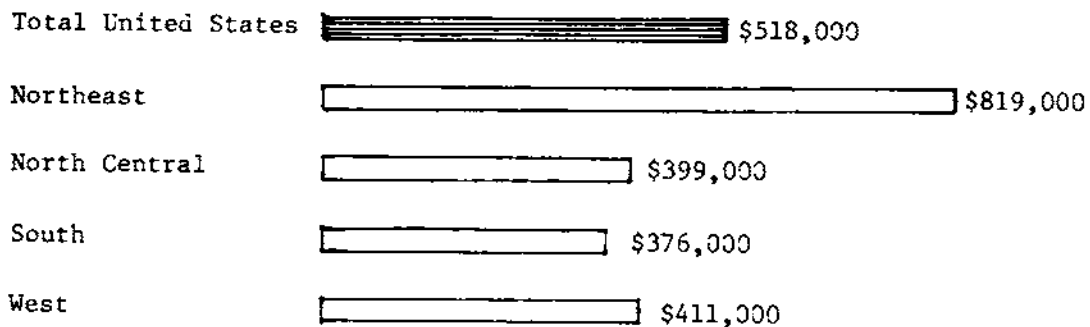 Total United States $518,000
Northeast $819,000
North Central $399,000
South $376,000
West $411,000